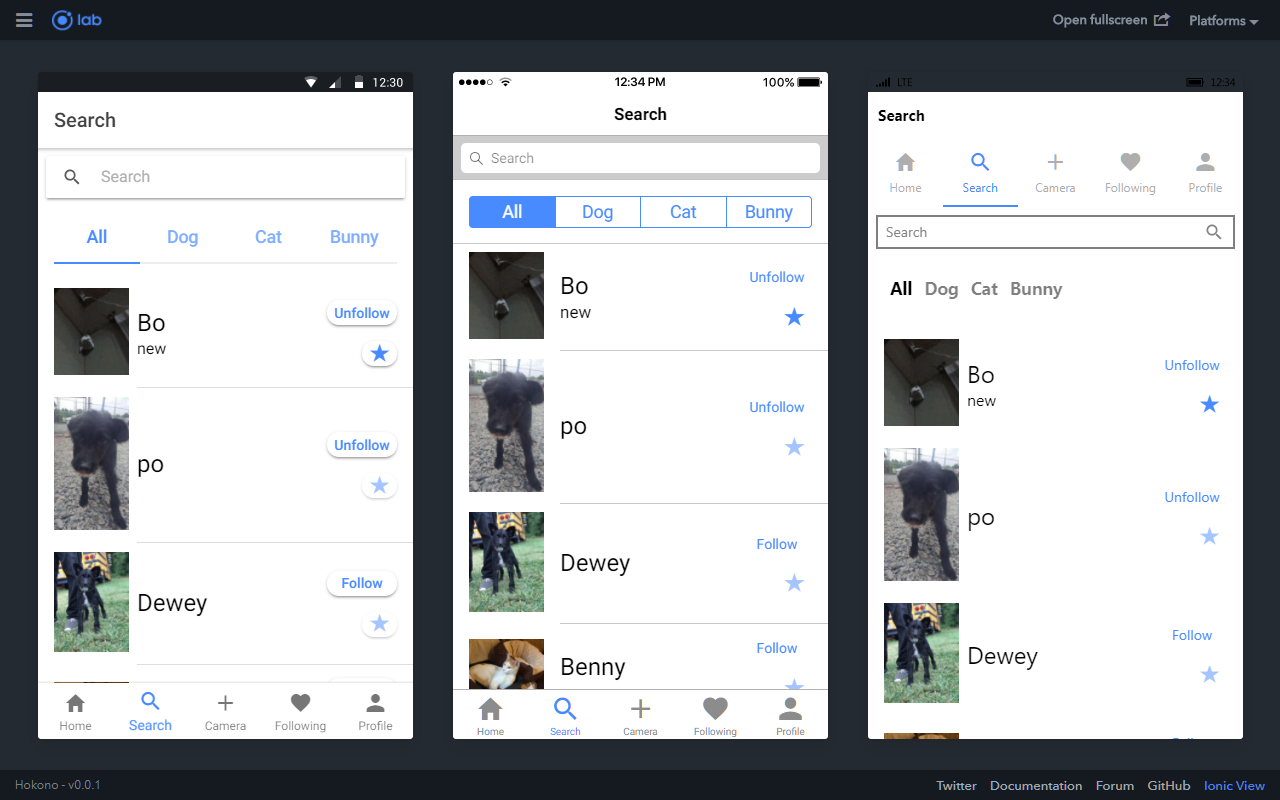 lab
Open fullscreen
Platforms
12:30
Search
Search
All Dog Cat Bunny
Bo
new
Unfollow
po
Unfollow
Dewey
Follow
Home Search Camera Following Profile
12:34 PM
100%
Search
Search
All Dog Cat Bunny
Bo
new
Unfollow
po
Unfollow
Dewey
Follow
Benny
Follow
Home Search Camera Following Profile
LTE
12:34
Search
Home Search Camera Following Profile
Search
All Dog Cat Bunny
Bo
new
Unfollow
po
Unfollow
Dewey
Follow
Hokono - v0.0.1
Twitter Documentation Forum GitHub Ionic View